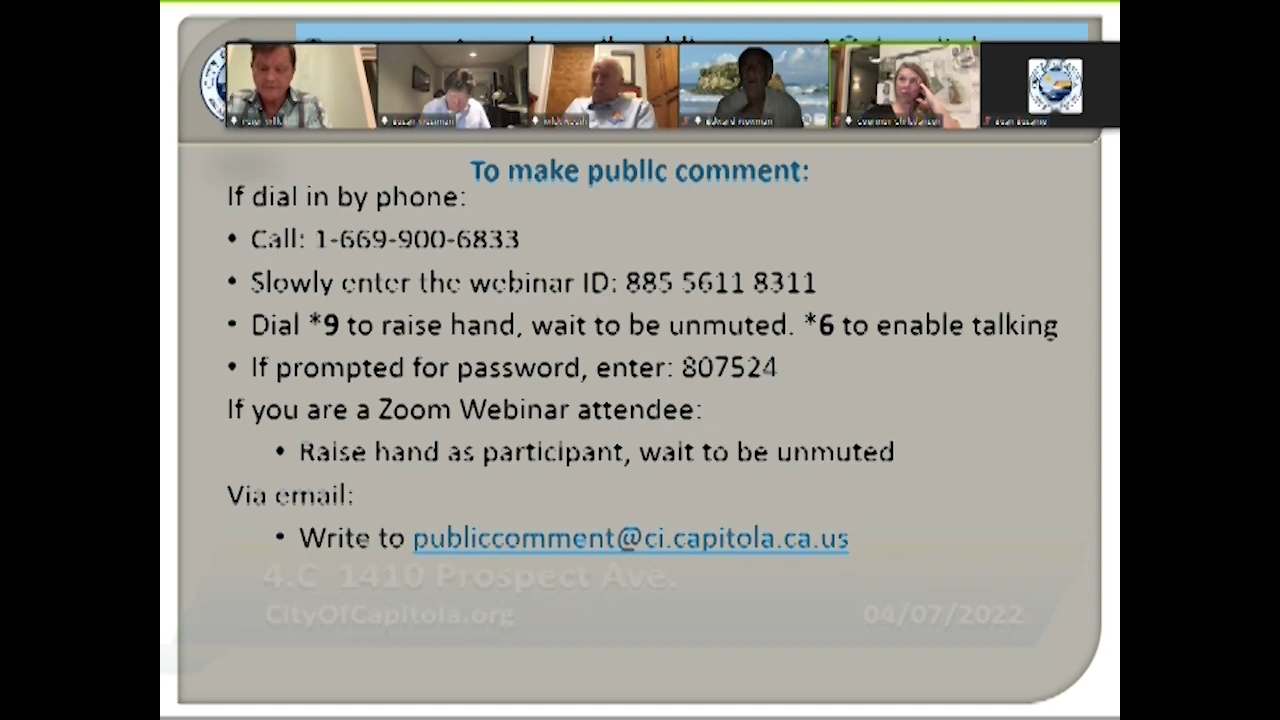 To make public comment:
If dial in by phone:
• Call: 1-669-900-6833
• Slowly enter the webinar ID: 885 5611 8311
• Dial *9 to raise hand, wait to be unmuted. *6 to enable talking
• If prompted for password, enter: 807524
If you are a Zoom Webinar attendee:
• Raise hand as participant, wait to be unmuted
Via email:
• Write to publiccomment@ci.capitola.ca.us
4.C 1410 Prospect Ave.
CityOfCapitola.org 04/07/2022